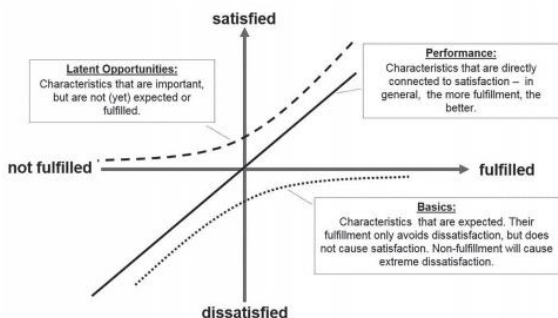 satisfied
Latent Opportunities:
Characteristics that are important,
but are not (yet) expected or
fulfilled.
Performance:
Characteristics that are directly
connected to satisfaction – in
general, the more fulfillment, the
better.
not fulfilled
fulfilled
Basics:
Characteristics that are expected. Their
fulfillment only avoids dissatisfaction, but does
not cause satisfaction. Non-fulfillment will cause
extreme dissatisfaction.
dissatisfied